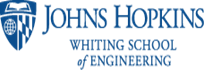 JOHNS HOPKINS
WHITING SCHOOL
of ENGINEERING